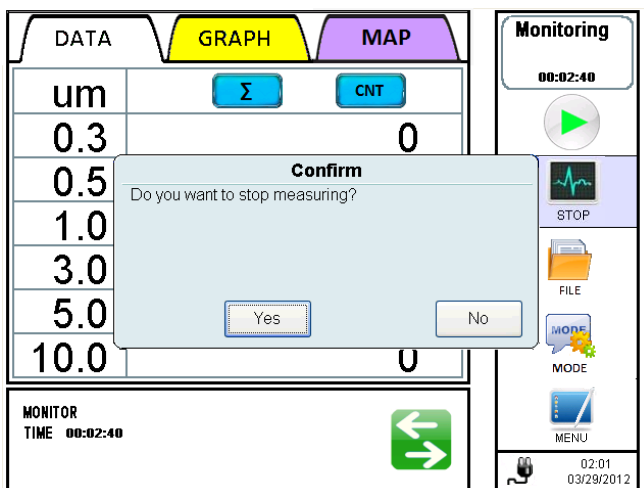 DATA
GRAPH
MAP
um
Σ
CNT
0.3
0
0.5
1.0
3.0
5.0
10.0
0
Confirm
Do you want to stop measuring?
Yes
No
MONITOR
TIME 00:02:40
Monitoring
00:02:40
STOP
FILE
MODE
MODE
MENU
02:01
03/29/2012